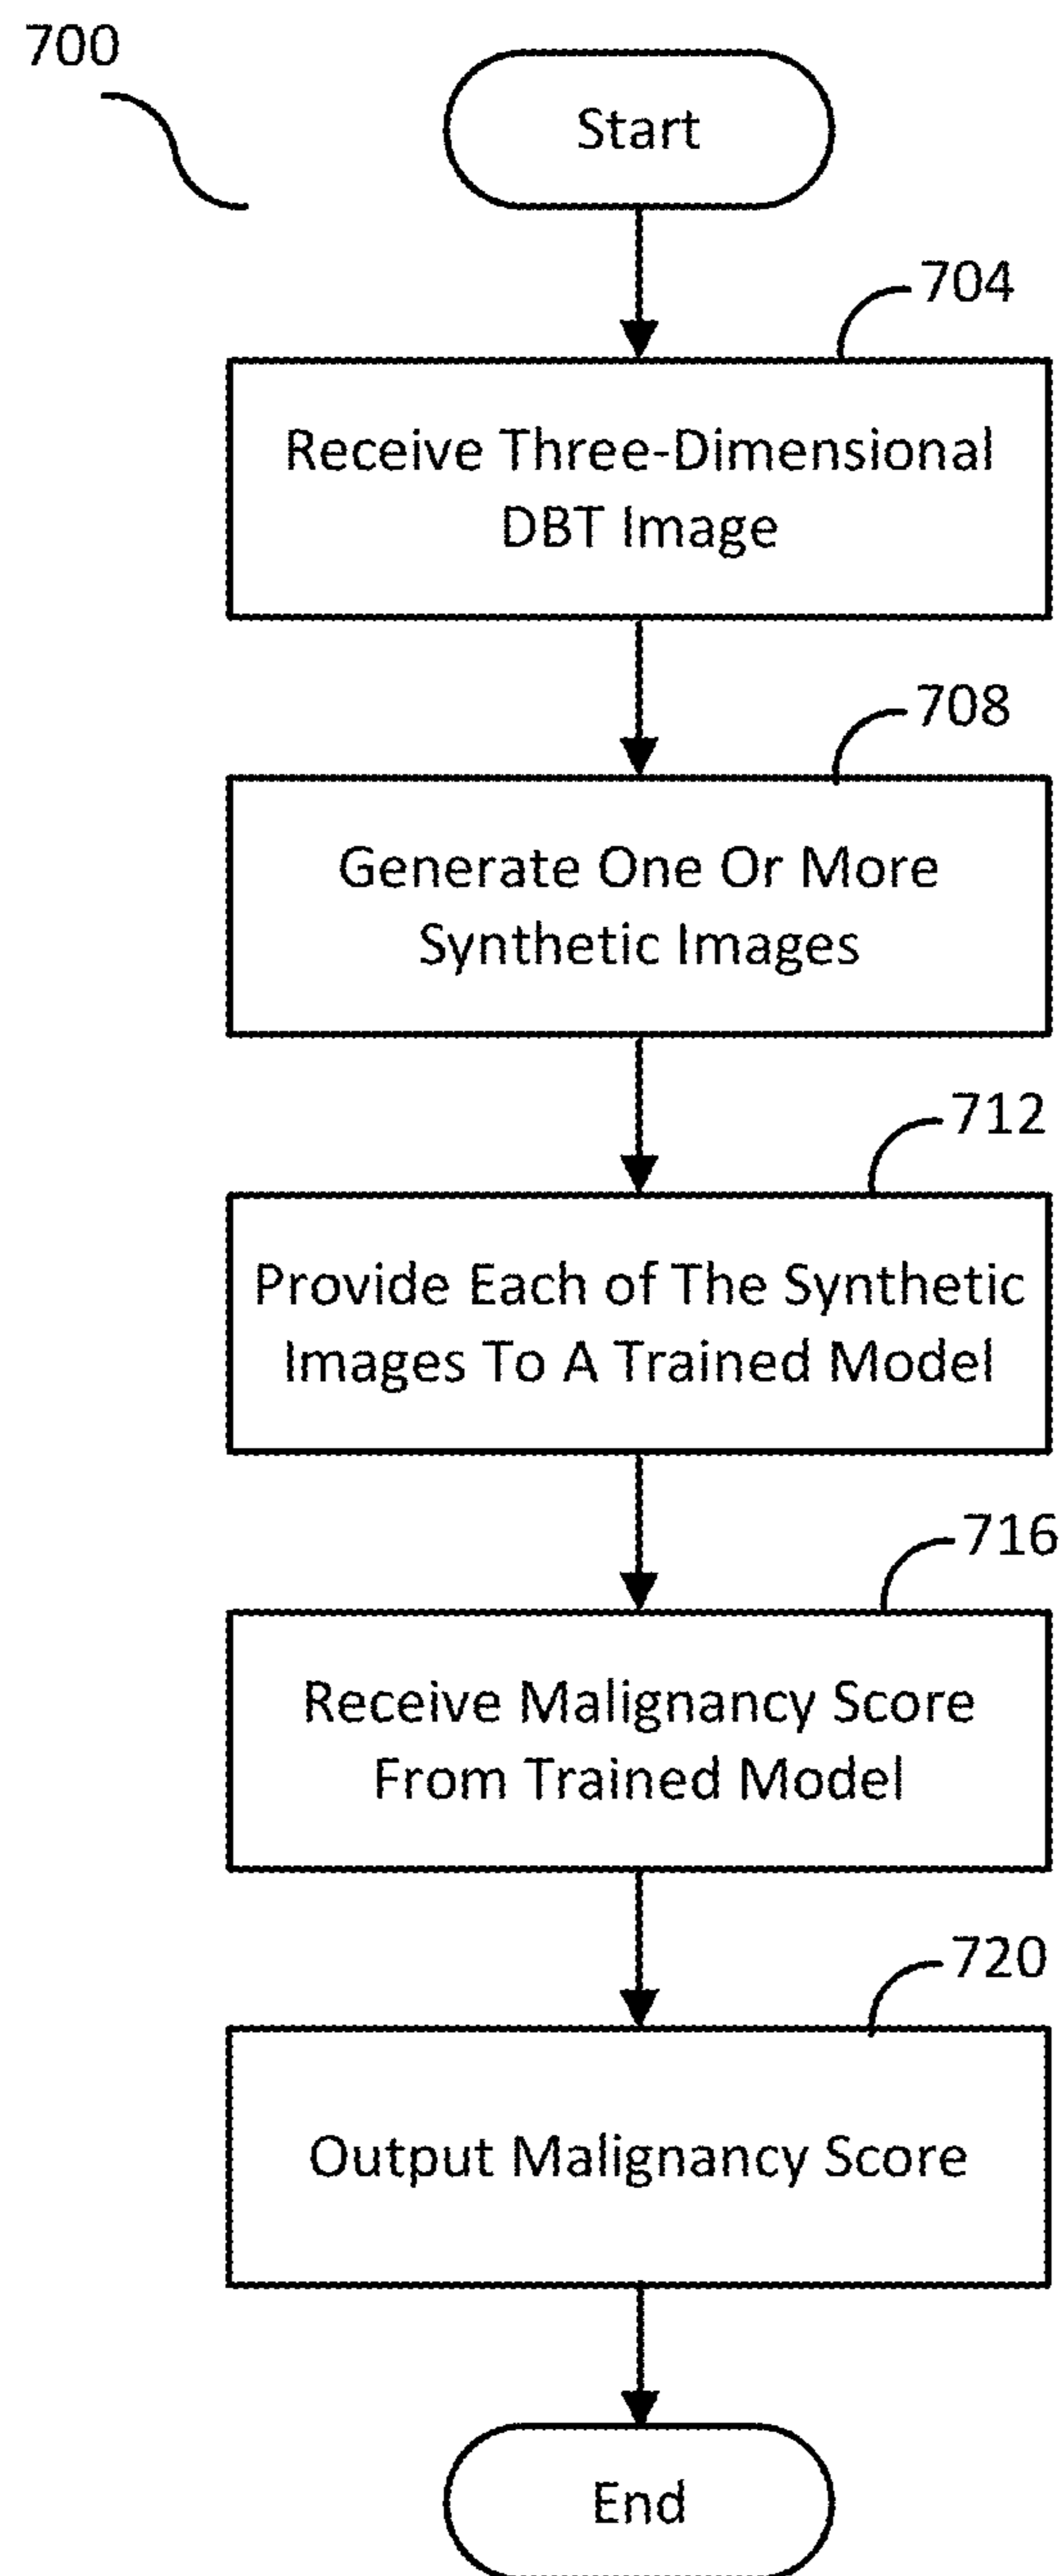 700
Start
704
Receive Three-Dimensional
DBT Image
708
Generate One Or More
Synthetic Images
712
Provide Each of The Synthetic
Images To A Trained Model
716
Receive Malignancy Score
From Trained Model
720
Output Malignancy Score
End